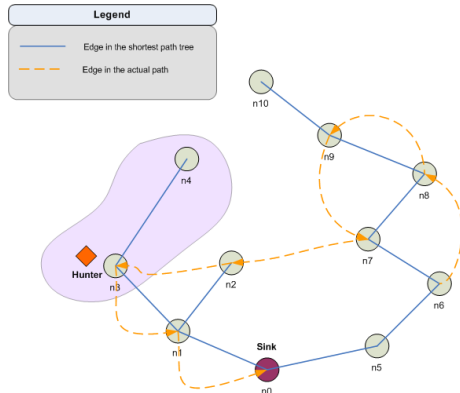 Legend
Edge in the shortest path tree
Edge in the actual path
n10
n9
n4
n8
n7
Hunter
n3
n2
n6
n1
Sink
n5
n0